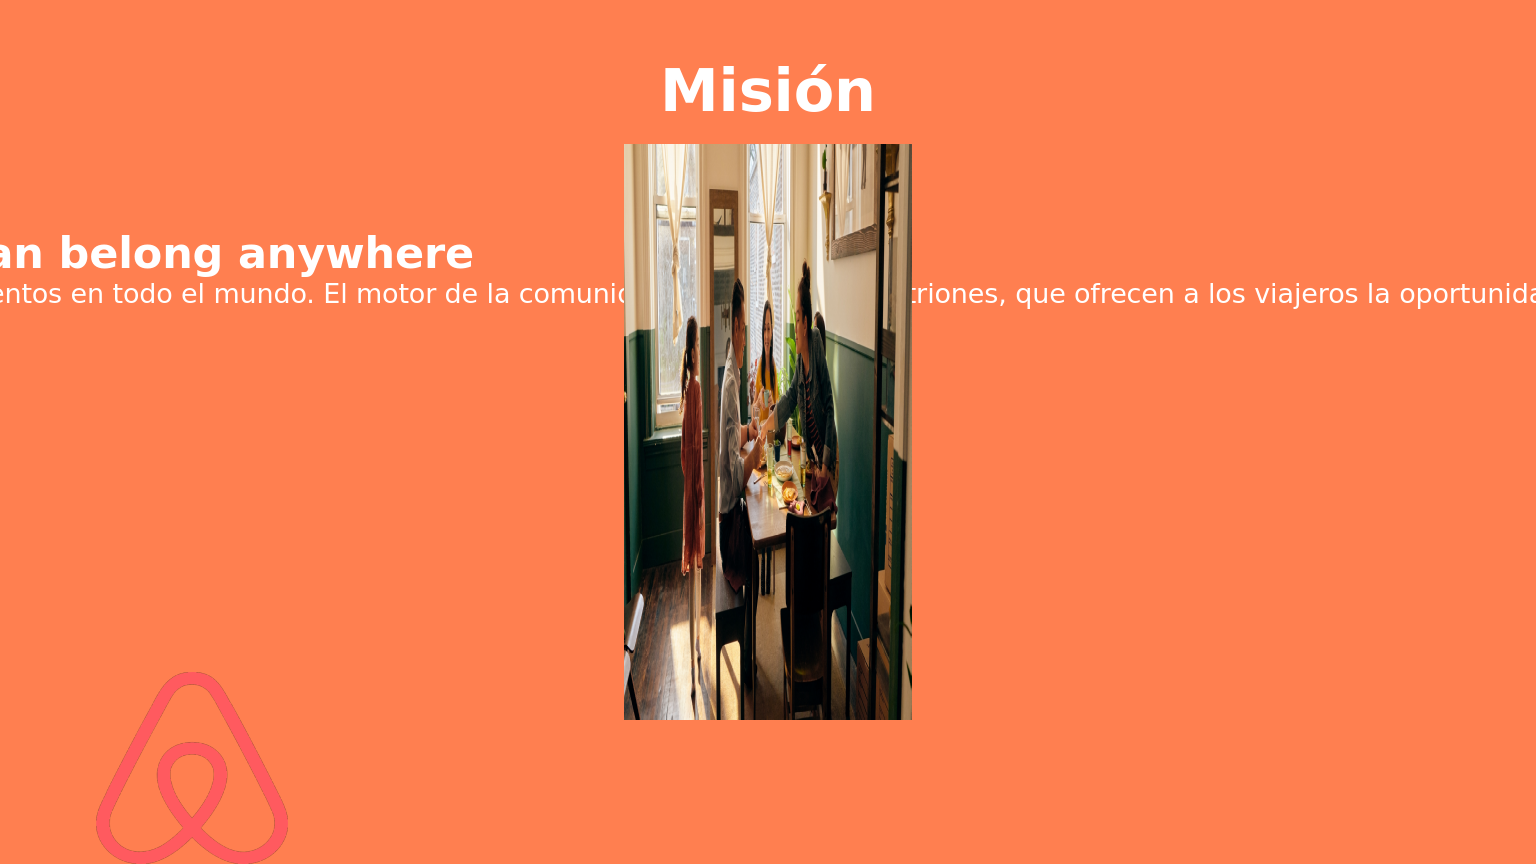 Misión
an belong anywhere
entos en todo el mundo. El motor de la comunic triones, que ofrecen a los viajeros la oportunida